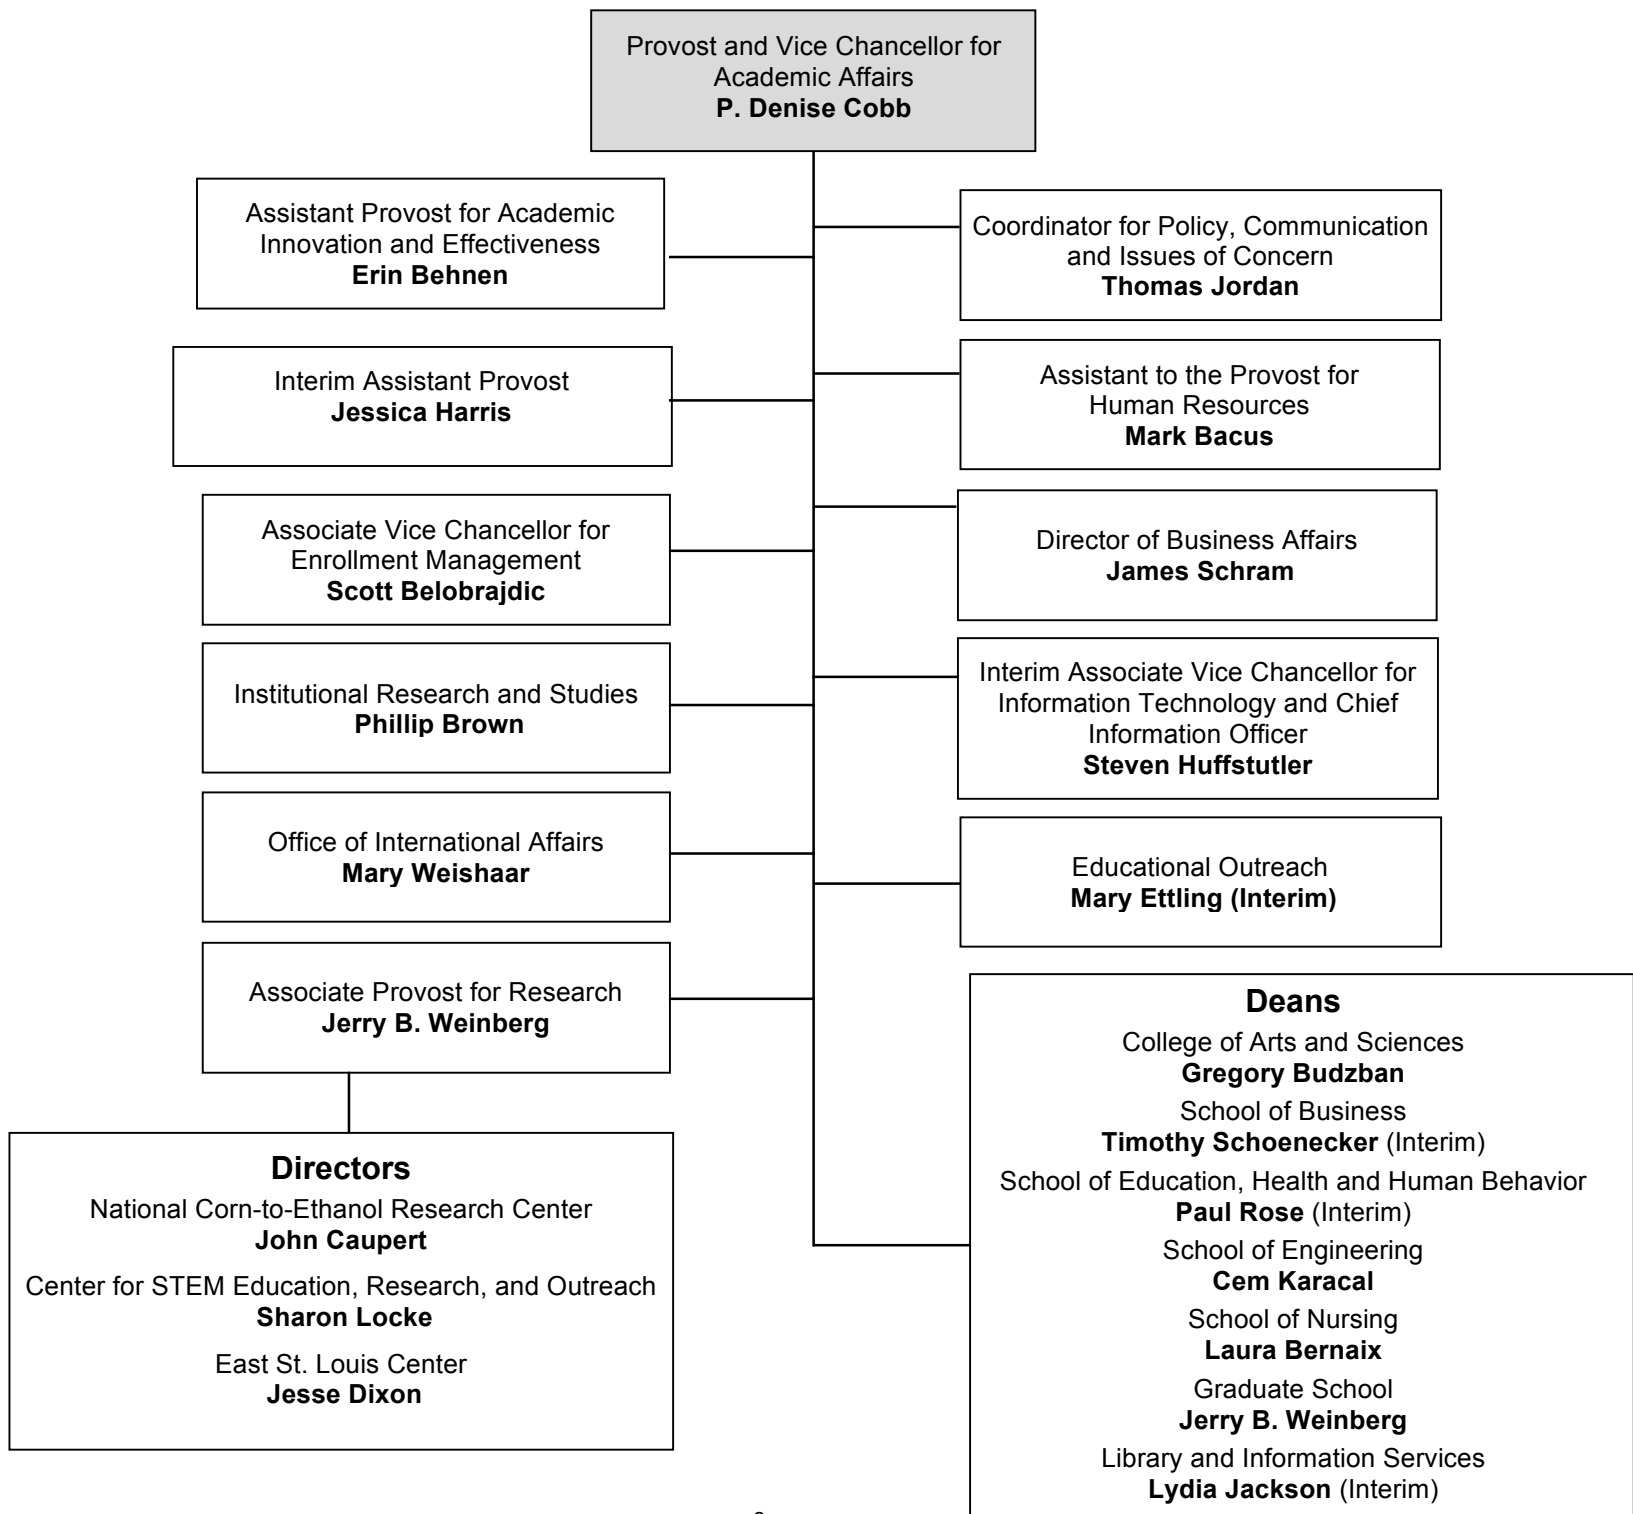 Provost and Vice Chancellor for
Academic Affairs
P. Denise Cobb
Assistant Provost for Academic
Innovation and Effectiveness
Erin Behnen
Coordinator for Policy, Communication
and Issues of Concern
Thomas Jordan
Interim Assistant Provost
Jessica Harris
Assistant to the Provost for
Human Resources
Mark Bacus
Associate Vice Chancellor for
Enrollment Management
Scott Belobrajdic
Director of Business Affairs
James Schram
Institutional Research and Studies
Phillip Brown
Interim Associate Vice Chancellor for
Information Technology and Chief
Information Officer
Steven Huffstutler
Office of International Affairs
Mary Weishaar
Educational Outreach
Mary Ettling (Interim)
Associate Provost for Research
Jerry B. Weinberg
Directors
National Corn-to-Ethanol Research Center
John Caupert
Center for STEM Education, Research, and Outreach
Sharon Locke
East St. Louis Center
Jesse Dixon
Deans
College of Arts and Sciences
Gregory Budzban
School of Business
Timothy Schoenecker (Interim)
School of Education, Health and Human Behavior
Paul Rose (Interim)
School of Engineering
Cem Karacal
School of Nursing
Laura Bernaix
Graduate School
Jerry B. Weinberg
Library and Information Services
Lydia Jackson (Interim)